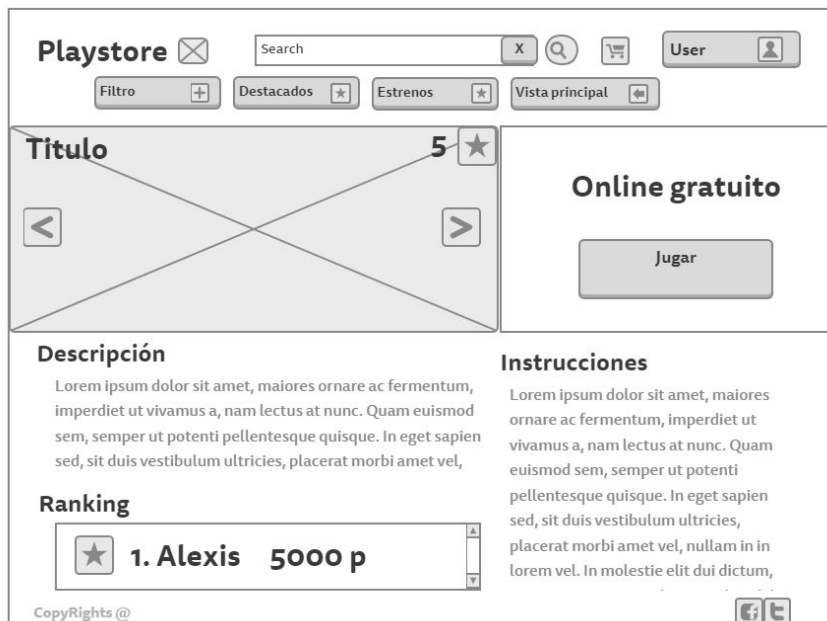 Playstore
Search
X
User
Filtro
Destacados
Estrenos
Vista principal
Título
5
<
>
Online gratuito
Jugar
Descripción
Lorem ipsum dolor sit amet, maiores ornare ac fermentum,
imperdiet ut vivamus a, nam lectus at nunc. Quam euismod
sem, semper ut potenti pellentesque quisque. In eget sapien
sed, sit duis vestibulum ultricies, placerat morbi amet vel,
Ranking
1. Alexis 5000 p
Instrucciones
Lorem ipsum dolor sit amet, maiores
ornare ac fermentum, imperdiet ut
vivamus a, nam lectus at nunc. Quam
euismod sem, semper ut potenti
pellentesque quisque. In eget sapien
sed, sit duis vestibulum ultricies,
placerat morbi amet vel, nullam in in
lorem vel. In molestie elit dui dictum,
CopyRights @